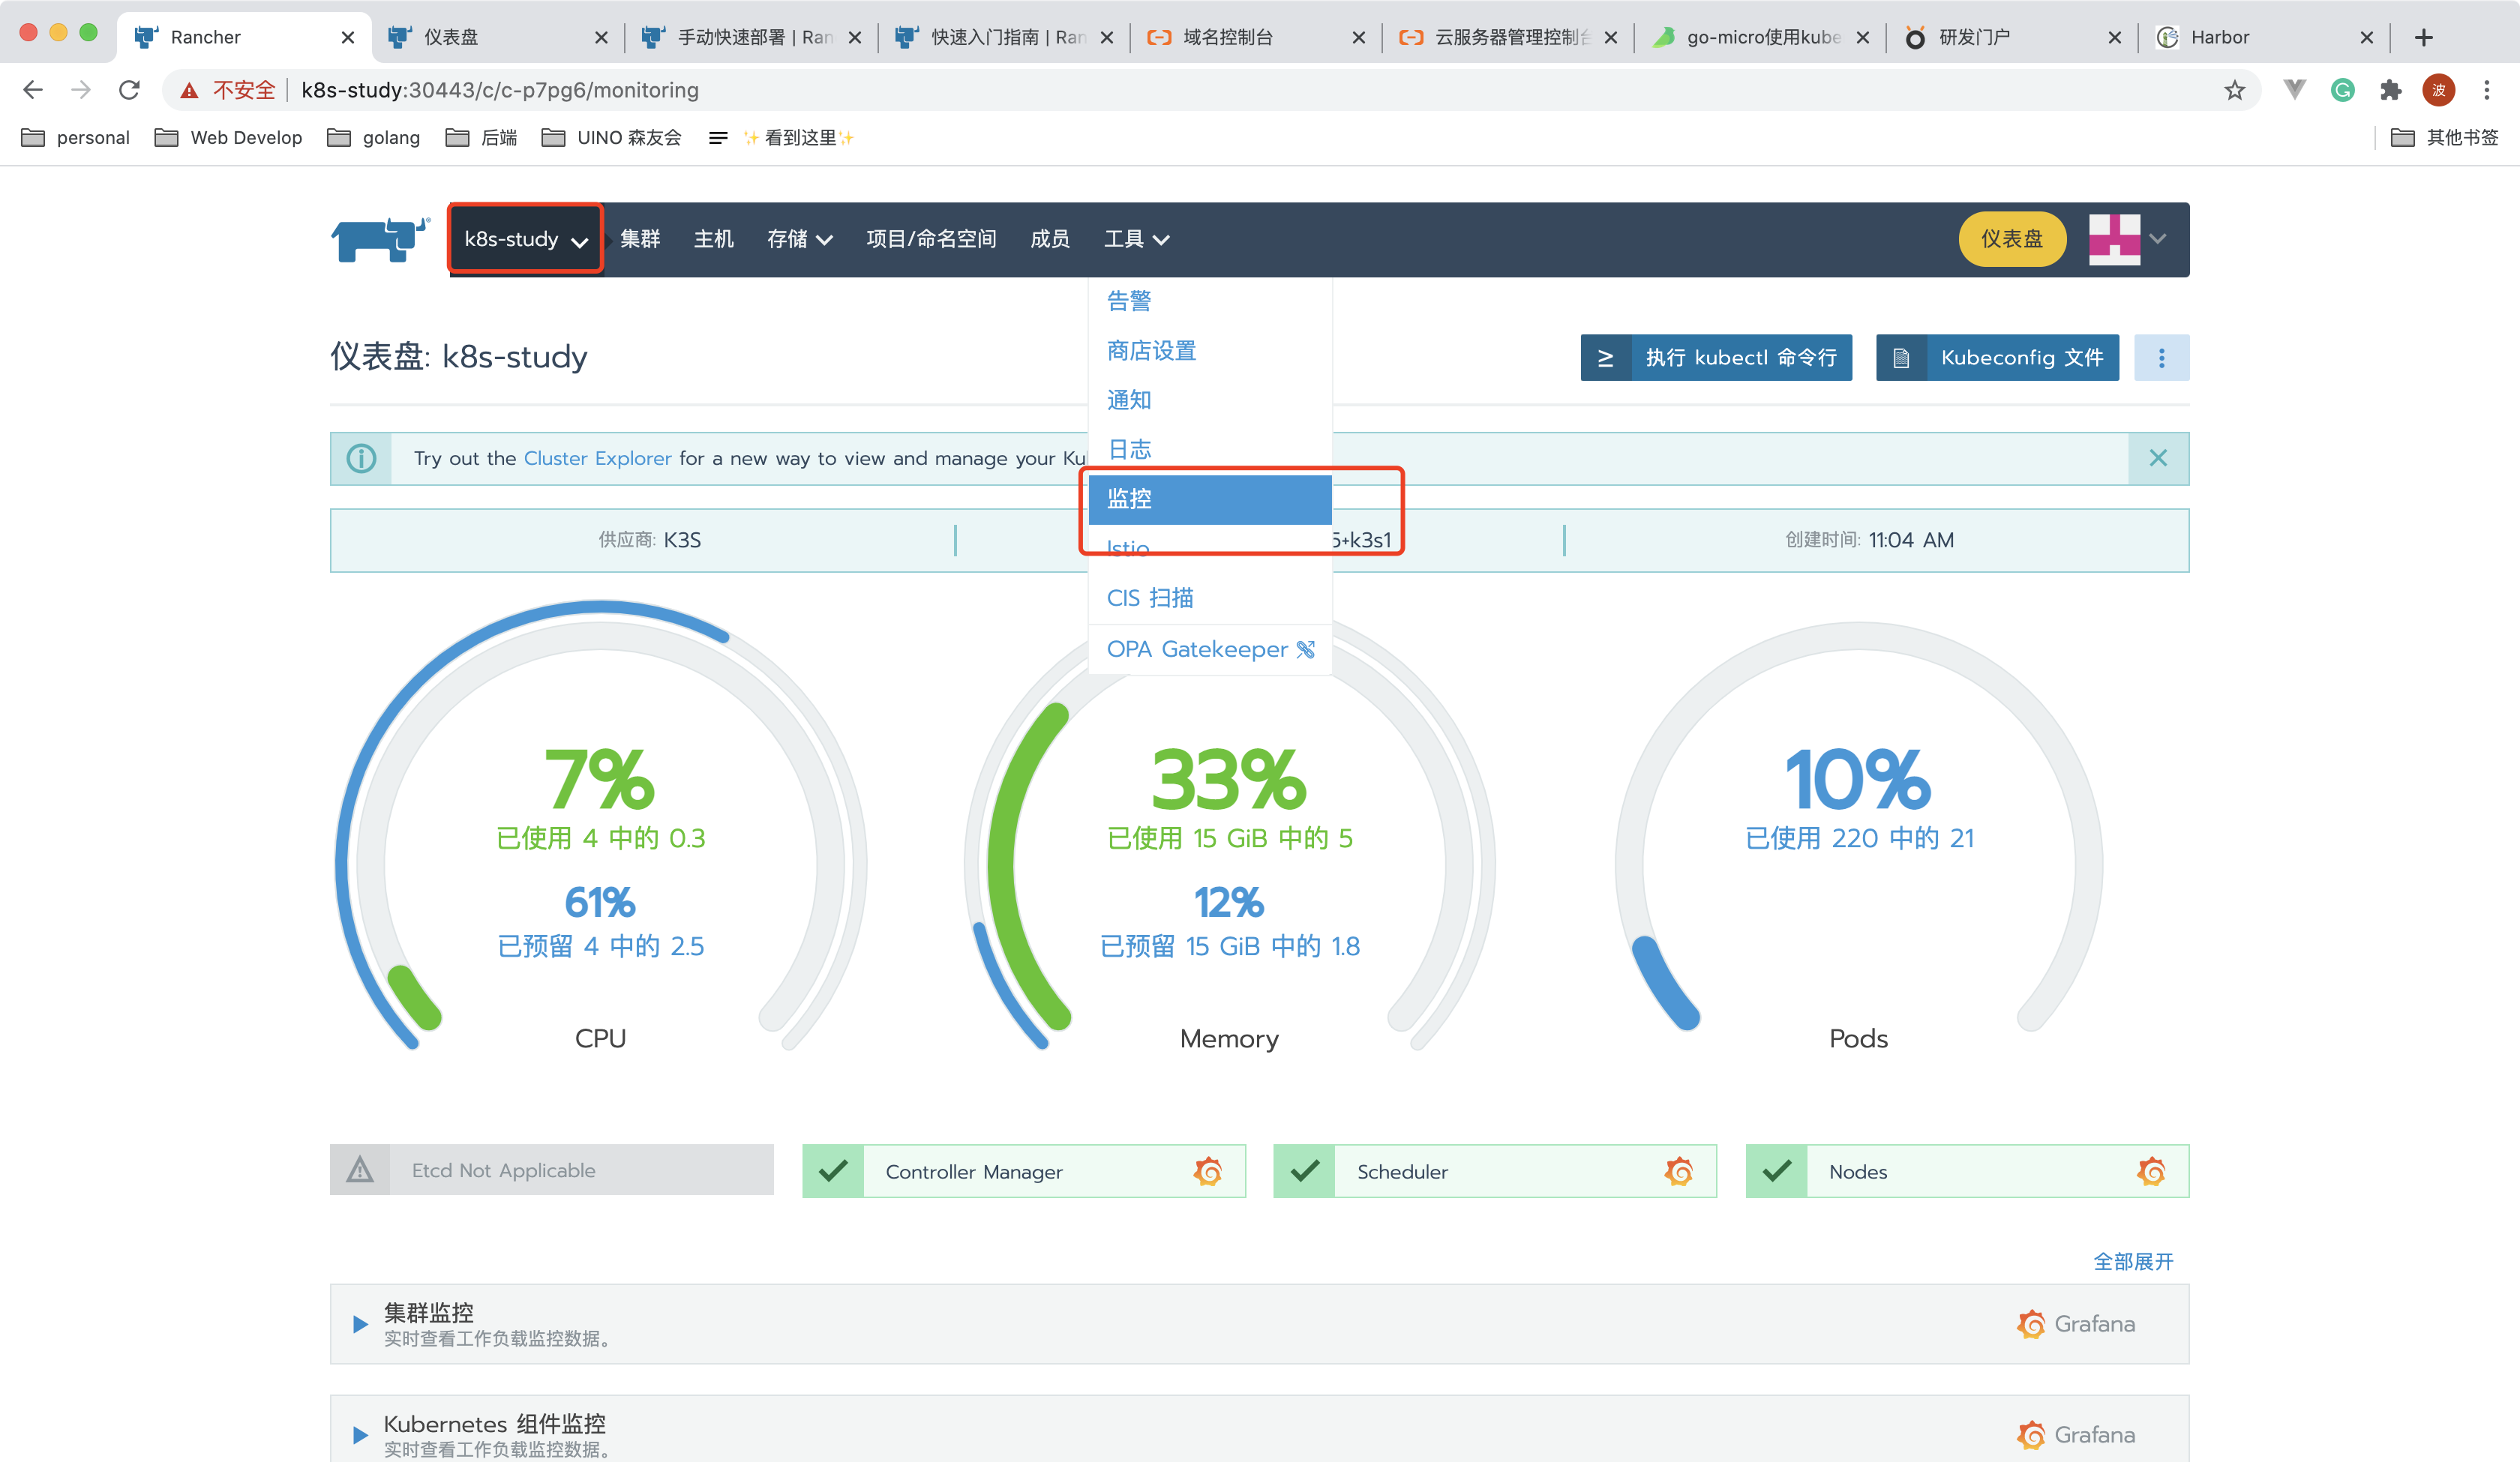 Rancher
仪表盘
手动快速部署 | Ran
快速入门指南 | Ran
域名控制台
云服务器管理控制台
go-micro使用kube
研发门户
Harbor
不安全
k8s-study:30443/c/c-p7pg6/monitoring
波
personal
Web Develop
golang
后端
UINO 森友会
✨看到这里✨
其他书签
k8s-study
集群
主机
存储
项目/命名空间
成员
工具
仪表盘
告警
商店设置
通知
日志
监控
Istio
CIS 扫描
OPA Gatekeeper
仪表盘: k8s-study
执行 kubectl 命令行
Kubeconfig 文件
Try out the Cluster Explorer for a new way to view and manage your Ku
供应商: K3S
5+k3s1
创建时间: 11:04 AM
7%
已使用 4 中的 0.3
61%
已预留 4 中的 2.5
CPU
33%
已使用 15 GiB 中的 5
12%
已预留 15 GiB 中的 1.8
Memory
10%
已使用 220 中的 21
Pods
Etcd Not Applicable
Controller Manager
Scheduler
Nodes
全部展开
集群监控
实时查看工作负载监控数据。
Grafana
Kubernetes 组件监控
实时查看工作负载监控数据。
Grafana